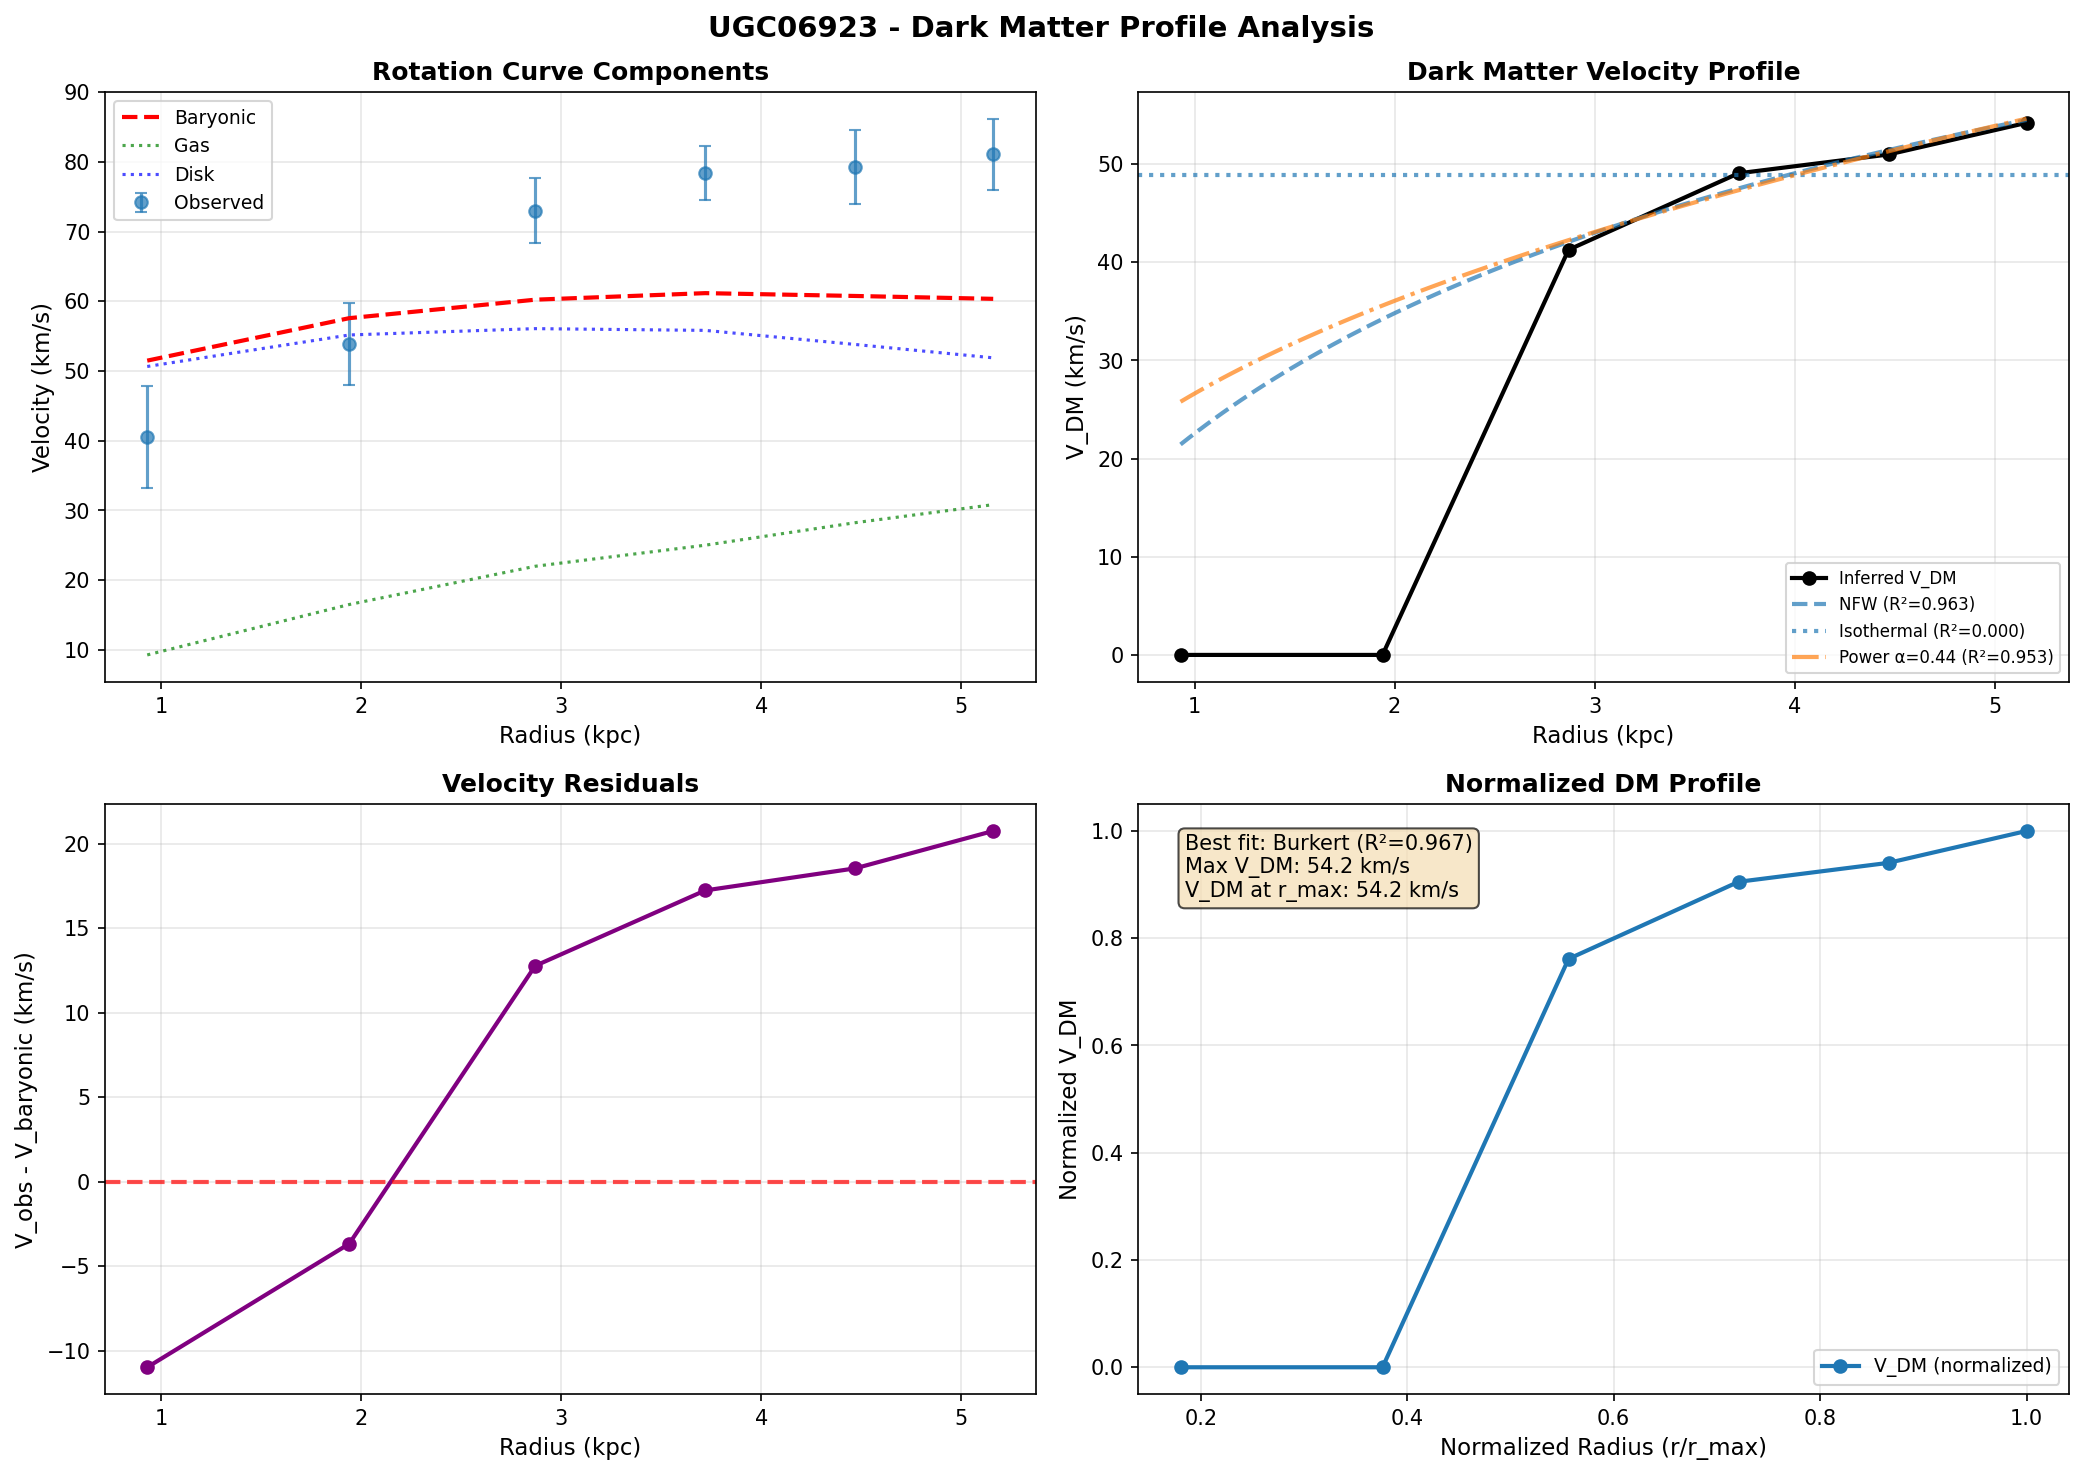 UGC06923 - Dark Matter Profile Analysis
Rotation Curve Components
Velocity (km/s)
90
80
70
60
50
40
30
20
10
Baryonic
Gas
Disk
Observed
1
2
3
4
5
Radius (kpc)
Dark Matter Velocity Profile
V_DM (km/s)
50
40
30
20
10
0
Inferred V_DM
NFW (R²=0.963)
Isothermal (R²=0.000)
Power α=0.44 (R²=0.953)
1
2
3
4
5
Radius (kpc)
Velocity Residuals
V_obs - V_baryonic (km/s)
20
15
10
5
0
−5
−10
1
2
3
4
5
Radius (kpc)
Normalized DM Profile
Normalized V_DM
1.0
0.8
0.6
0.4
0.2
0.0
Best fit: Burkert (R²=0.967)
Max V_DM: 54.2 km/s
V_DM at r_max: 54.2 km/s
V_DM (normalized)
0.2
0.4
0.6
0.8
1.0
Normalized Radius (r/r_max)